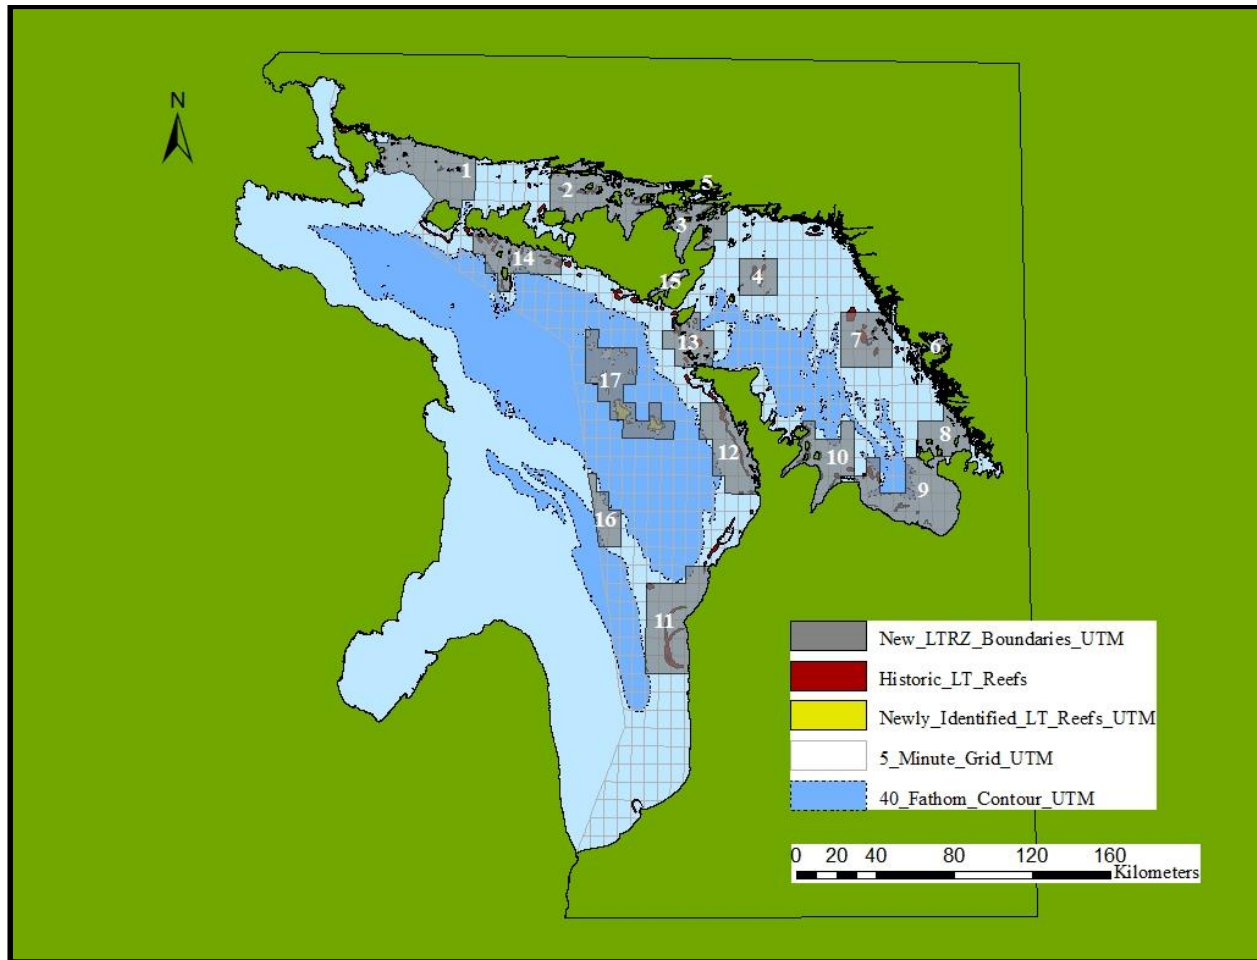 N
1
2
5
3
14
15
4
13
7
6
17
12
10
8
9
16
11
New_LTRZ_Boundaries_UTM
Historic_LT_Reefs
Newly_Identified_LT_Reefs_UTM
5_Minute_Grid_UTM
40_Fathom_Contour_UTM
0 20 40 80 120 160
Kilometers